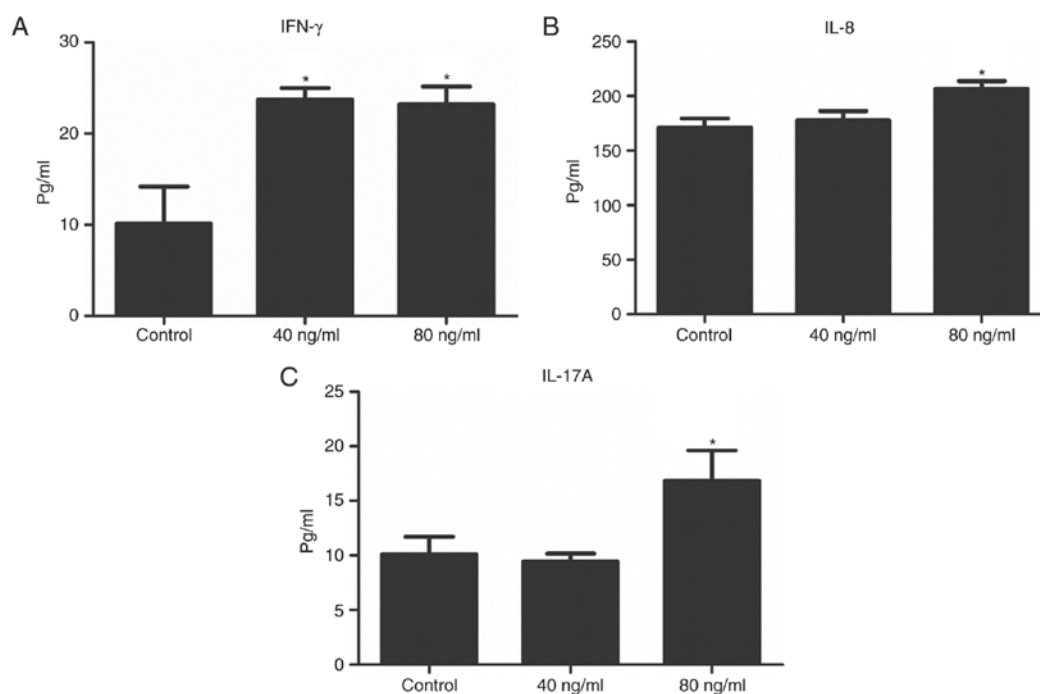 A
IFN-γ
Pg/ml
30
20
10
0
*
*
Control
40 ng/ml
80 ng/ml
B
IL-8
Pg/ml
250
200
150
100
50
0
*
Control
40 ng/ml
80 ng/ml
C
IL-17A
Pg/ml
25
20
15
10
5
0
*
Control
40 ng/ml
80 ng/ml